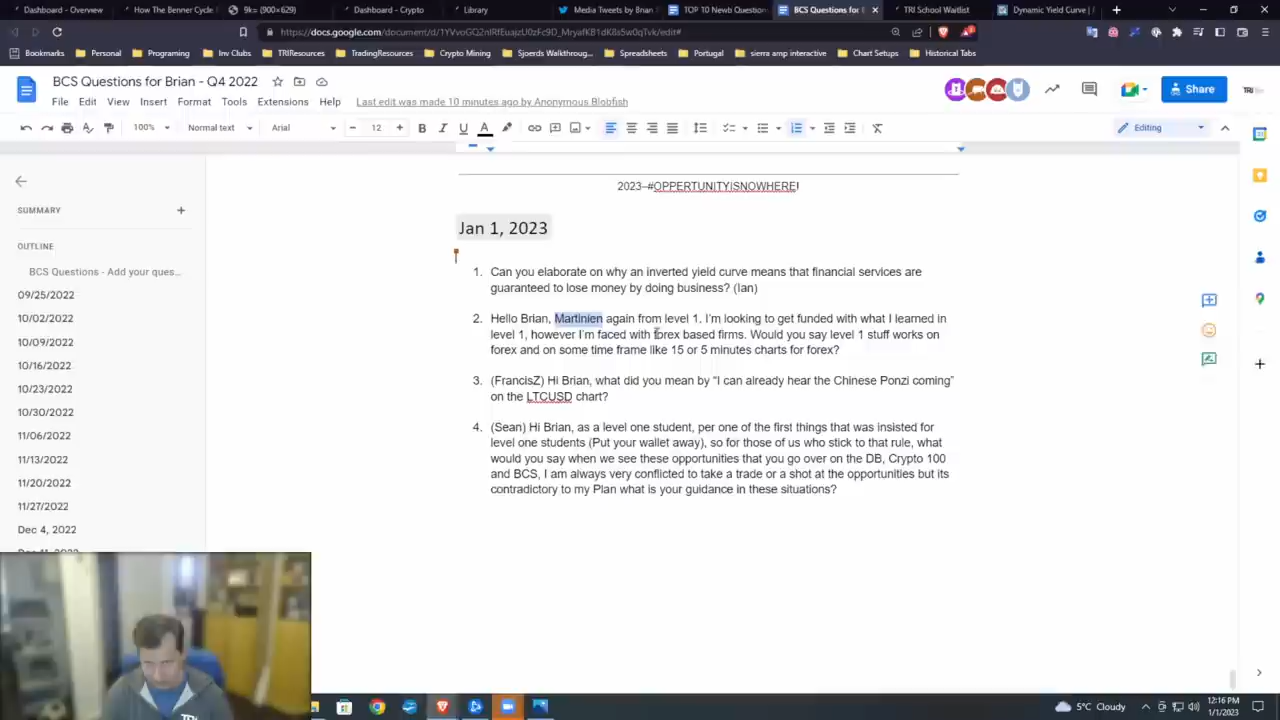 Dashboard - Overview
How The Benner Cycle
9k= (900×629)
Dashboard - Crypto
Library
Media Tweets by Brian
TOP 10 Newb Question
BCS Questions for B
TRI School Waitlist
Dynamic Yield Curve
Bookmarks
Personal
Programing
Inv Clubs
TRIResources
TradingResources
Crypto Mining
Sjoerds Walkthroug...
Spreadsheets
Portugal
sierra amp interactive
Chart Setups
Historical Tabs
BCS Questions for Brian - Q4 2022
Share
File Edit View Insert Format Tools Extensions Help Last edit was made 10 minutes ago by Anonymous Blobfish
100% Normal text Arial 12 Editing
2023–#OPPERTUNITYISNOWHERE!
SUMMARY
Jan 1, 2023
OUTLINE
BCS Questions - Add your ques...
09/25/2022
10/02/2022
10/09/2022
10/16/2022
10/23/2022
10/30/2022
11/06/2022
11/13/2022
11/20/2022
11/27/2022
Dec 4, 2022
1. Can you elaborate on why an inverted yield curve means that financial services are
guaranteed to lose money by doing business? (Ian)
2. Hello Brian, Martinien again from level 1. I'm looking to get funded with what I learned in
level 1, however I'm faced with forex based firms. Would you say level 1 stuff works on
forex and on some time frame like 15 or 5 minutes charts for forex?
3. (FrancisZ) Hi Brian, what did you mean by “I can already hear the Chinese Ponzi coming”
on the LTCUSD chart?
4. (Sean) Hi Brian, as a level one student, per one of the first things that was insisted for
level one students (Put your wallet away), so for those of us who stick to that rule, what
would you say when we see these opportunities that you go over on the DB, Crypto 100
and BCS, I am always very conflicted to take a trade or a shot at the opportunities but its
contradictory to my Plan what is your guidance in these situations?
5°C Cloudy
12:16 PM
1/1/2023